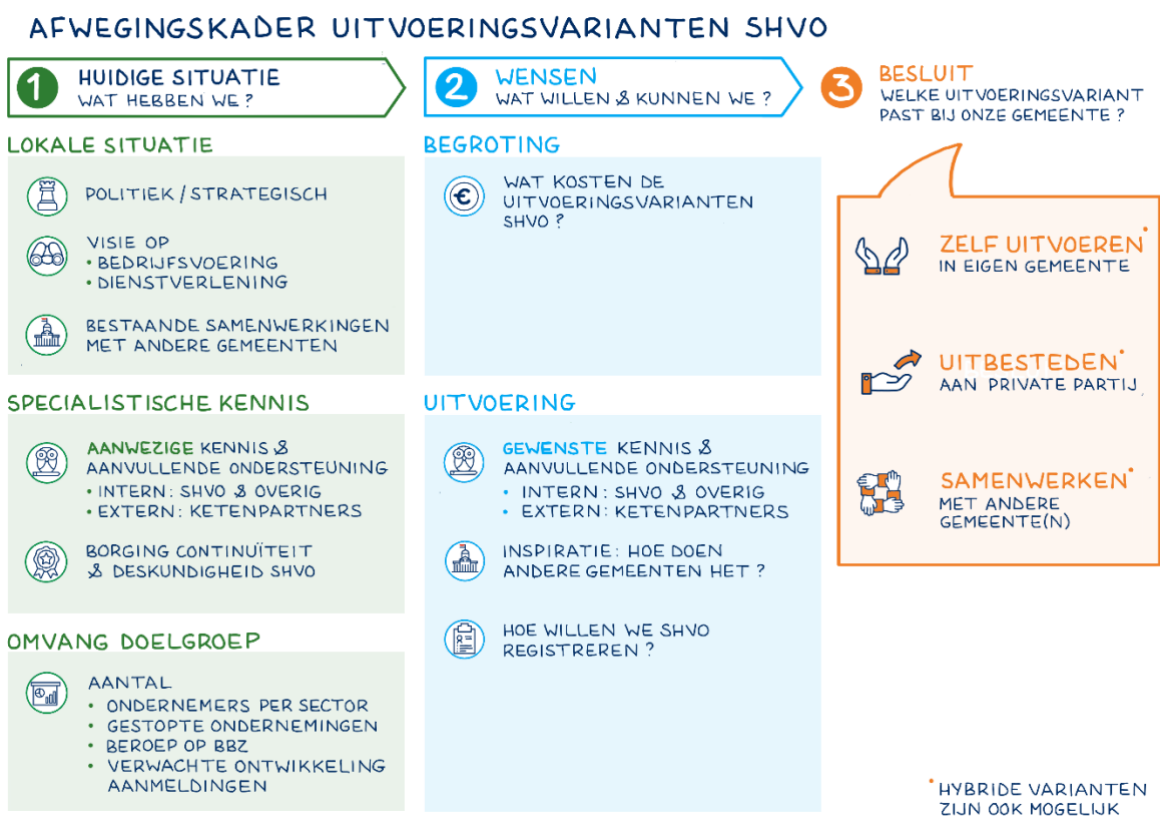 AFWEGINGSKADER UITVOERINGSVARIANTEN SHVO
1 HUIDIGE SITUATIE
WAT HEBBEN WE?
LOKALE SITUATIE
POLITIEK / STRATEGISCH
VISIE OP
• BEDRIJFSVOERING
• DIENSTVERLENING
BESTAANDE SAMENWERKINGEN
MET ANDERE GEMEENTEN
SPECIALISTISCHE KENNIS
AANWEZIGE KENNIS &
AANVULLENDE ONDERSTEUNING
• INTERN: SHVO & OVERIG
• EXTERN: KETENPARTNERS
BORGING CONTINUÏTEIT
& DESKUNDIGHEID SHVO
OMVANG DOELGROEP
AANTAL
• ONDERNEMERS PER SECTOR
• GESTOPTE ONDERNEMINGEN
• BEROEP OP BBZ
• VERWACHTE ONTWIKKELING
AANMELDINGEN
2 WENSEN
WAT WILLEN & KUNNEN WE?
BEGROTING
€
WAT KOSTEN DE
UITVOERINGSVARIANTEN
SHVO?
UITVOERING
GEWENSTE KENNIS &
AANVULLENDE ONDERSTEUNING
• INTERN: SHVO & OVERIG
• EXTERN: KETENPARTNERS
INSPIRATIE: HOE DOEN
ANDERE GEMEENTEN HET?
HOE WILLEN WE SHVO
REGISTREREN?
3 BESLUIT
WELKE UITVOERINGSVARIANT
PAST BIJ ONZE GEMEENTE?
ZELF UITVOEREN*
IN EIGEN GEMEENTE
UITBESTEDEN*
AAN PRIVATE PARTIJ
SAMENWERKEN*
MET ANDERE
GEMEENTE(N)
* HYBRIDE VARIANTEN
ZIJN OOK MOGELIJK